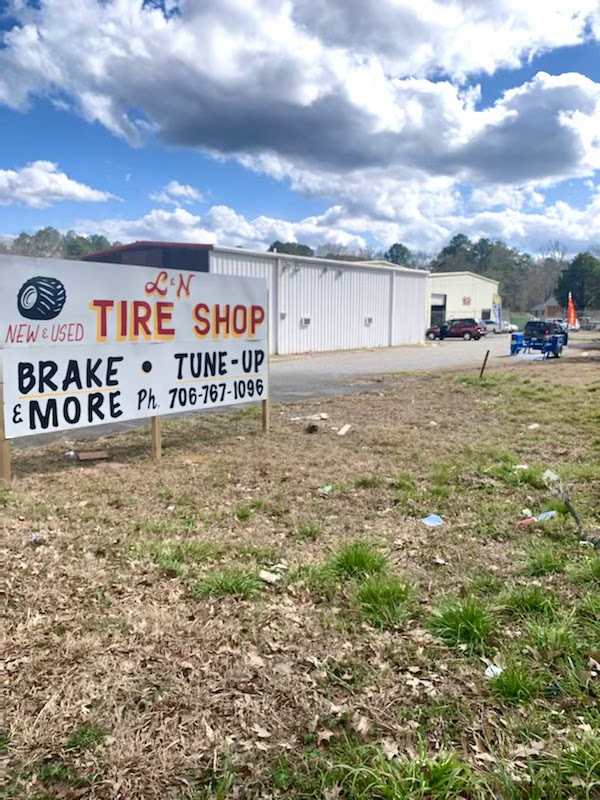 L & N
NEW & USED TIRE SHOP
BRAKE • TUNE-UP
& MORE Ph. 706-767-1096